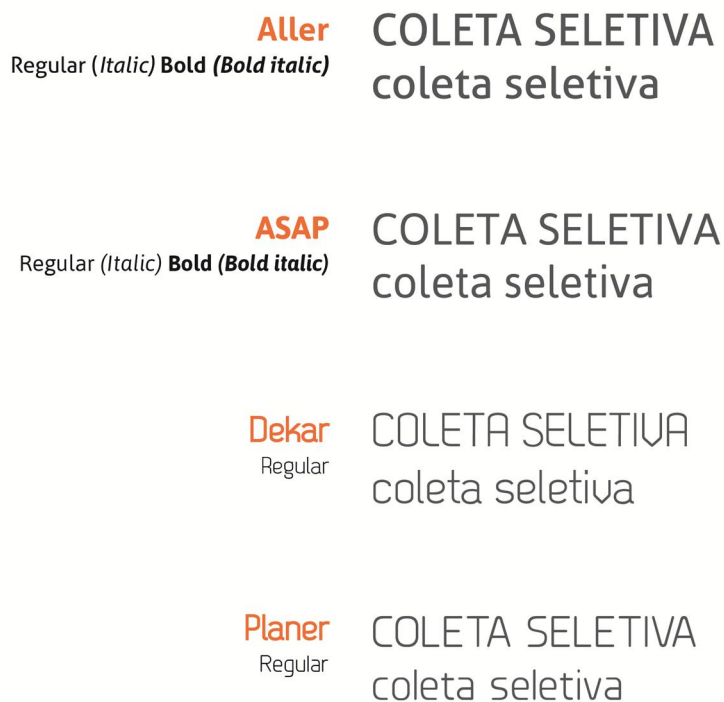 Aller
Regular (Italic) Bold (Bold italic)
COLETA SELETIVA
coleta seletiva
ASAP
Regular (Italic) Bold (Bold italic)
COLETA SELETIVA
coleta seletiva
Dekar
Regular
COLETA SELETIVA
coleta seletiva
Planer
Regular
COLETA SELETIVA
coleta seletiva